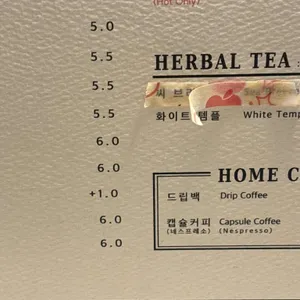 (Hot Only)
5.0
5.5
HERBAL TEA
5.5
씨 브
5.5 화이트 템플 White Temp
6.0
6.0
HOME C
+1.0 드립백 Drip Coffee
6.0 캡슐커피 Capsule Coffee
(네스프레소) (Nespresso)
6.0